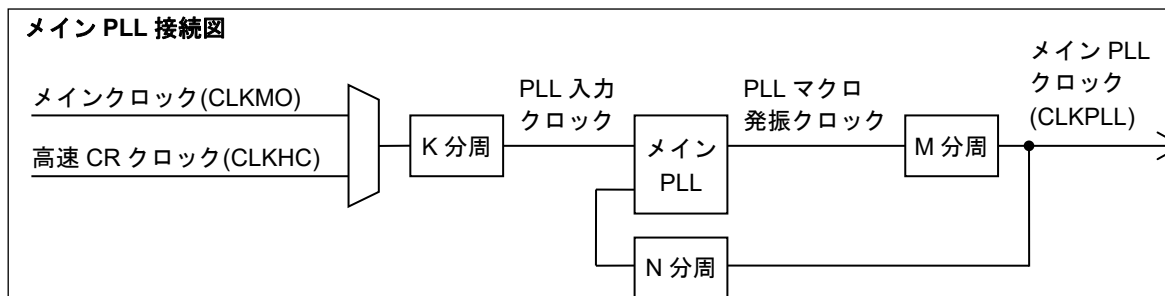 メイン PLL 接続図
メインクロック(CLKMO)
高速 CR クロック(CLKHC)
K 分周
PLL 入力
クロック
メイン
PLL
PLL マクロ
発振クロック
M 分周
メイン PLL
クロック
(CLKPLL)
N 分周